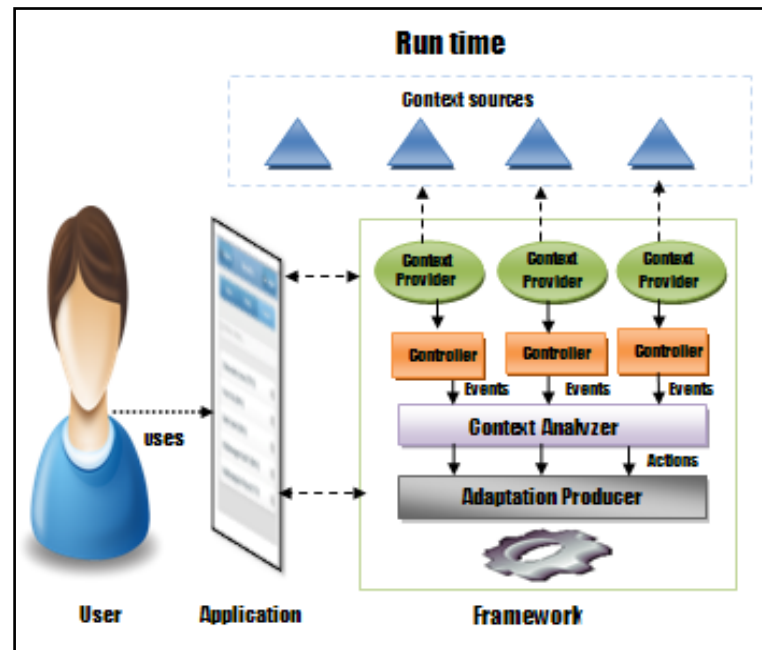 Run time
Context sources
Context
Provider
Context
Provider
Context
Provider
Controller
Controller
Controller
Events
Events
Events
Context Analyzer
Actions
Adaptation Producer
uses
User
Application
Framework